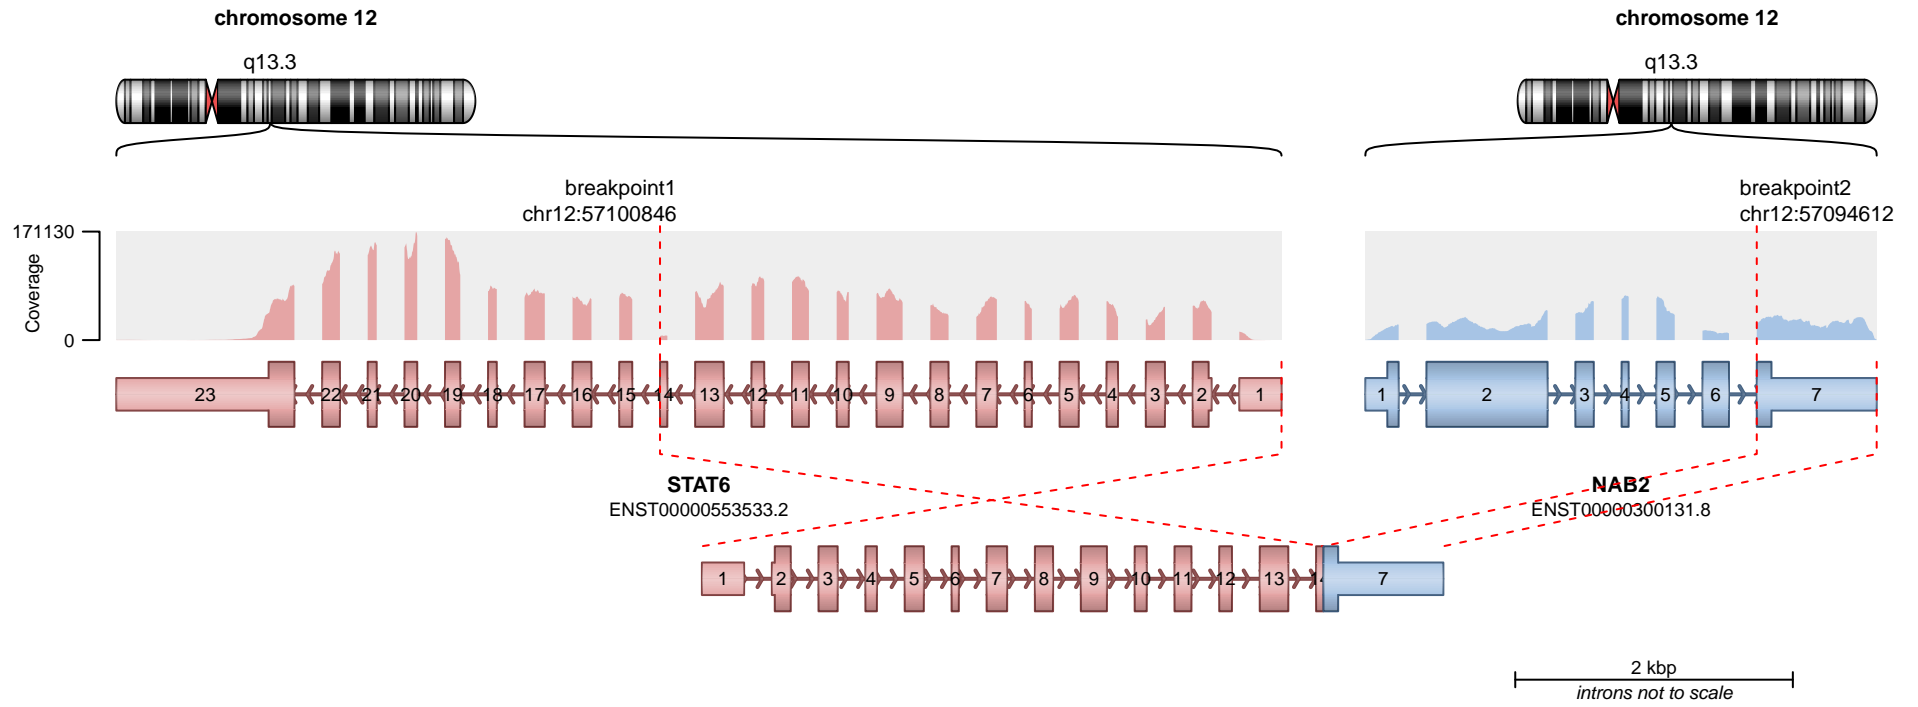 chromosome 12
chromosome 12
q13.3
q13.3
breakpoint1
chr12:57100846
breakpoint2
chr12:57094612
171130
Coverage
0
23 22 21 20 19 18 17 16 15 14 13 12 11 10 9 8 7 6 5 4 3 2 1
1 2 3 4 5 6 7
STAT6
ENST00000553533.2
NAB2
ENST00000300131.8
1 2 3 4 5 6 7 8 9 10 11 12 13 14 7
2 kbp
introns not to scale